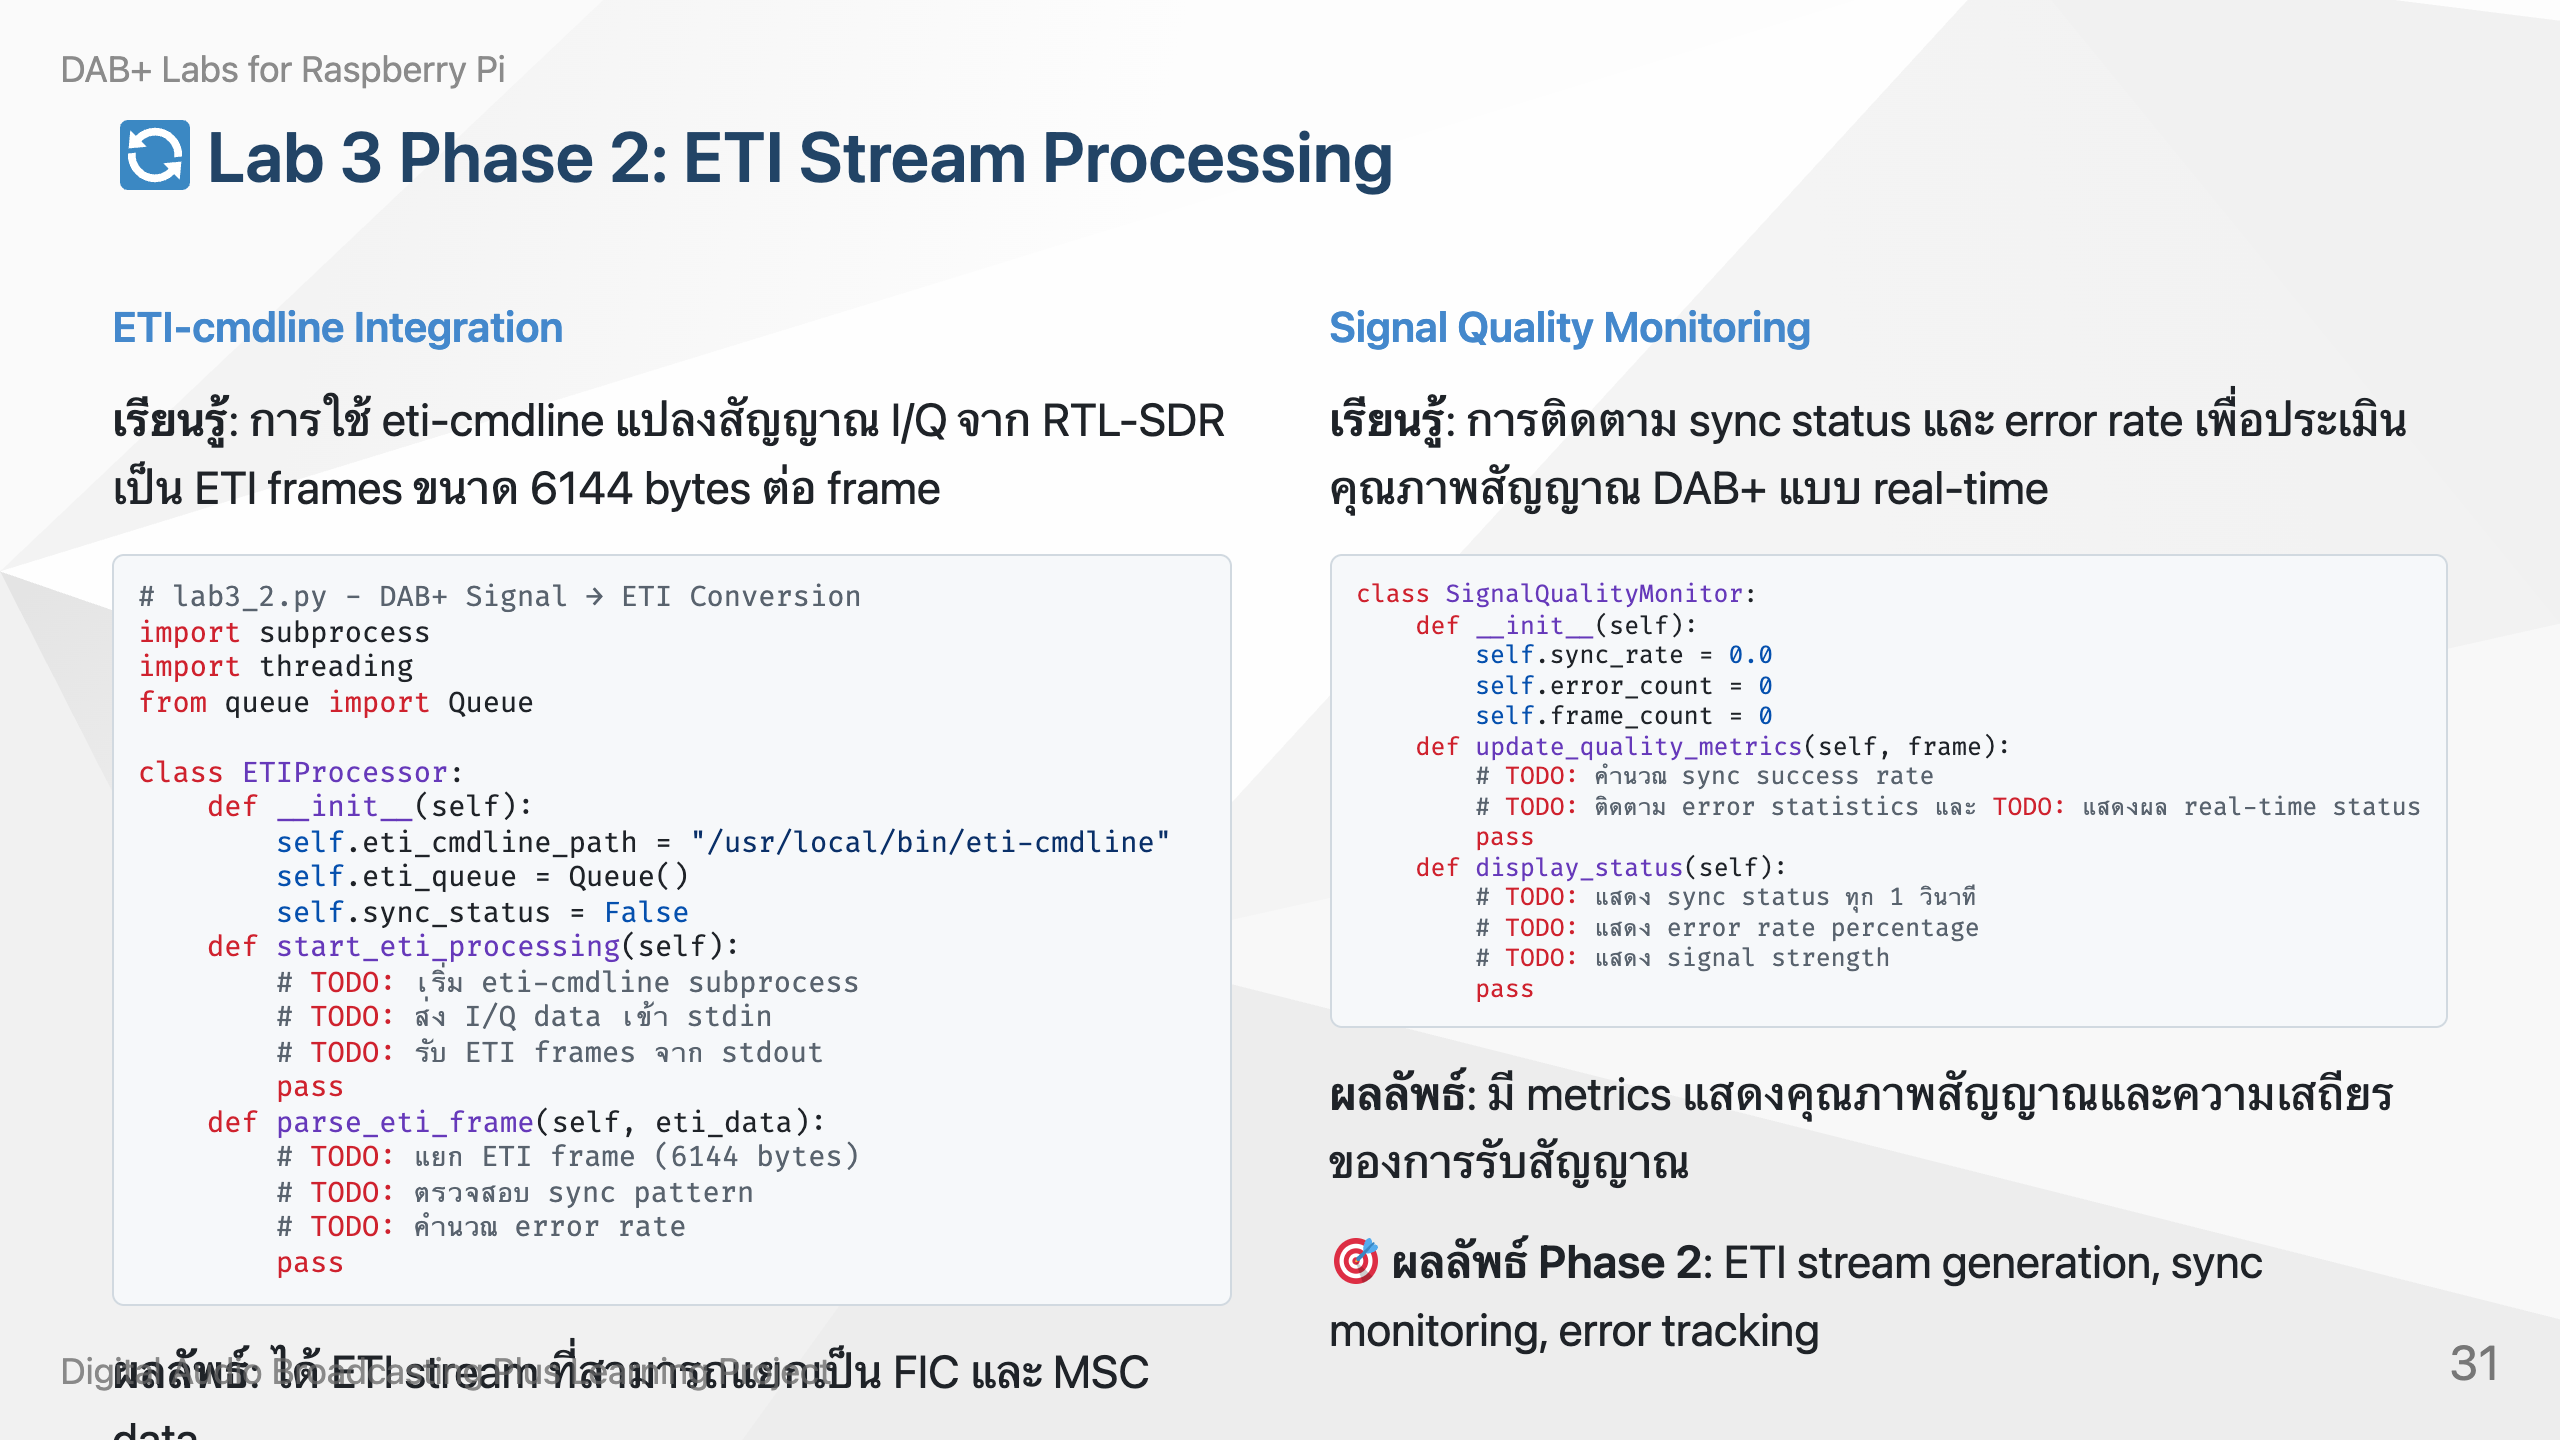 DAB+ Labs for Raspberry Pi
🔄 Lab 3 Phase 2: ETI Stream Processing
ETI-cmdline Integration
เรียนรู้: การใช้ eti-cmdline แปลงสัญญาณ I/Q จาก RTL-SDR
เป็น ETI frames ขนาด 6144 bytes ต่อ frame
# lab3_2.py - DAB+ Signal → ETI Conversion
import subprocess
import threading
from queue import Queue
class ETIProcessor:
    def __init__(self):
        self.eti_cmdline_path = "/usr/local/bin/eti-cmdline"
        self.eti_queue = Queue()
        self.sync_status = False
    def start_eti_processing(self):
        # TODO: เริ่ม eti-cmdline subprocess
        # TODO: ส่ง I/Q data เข้า stdin
        # TODO: รับ ETI frames จาก stdout
        pass
    def parse_eti_frame(self, eti_data):
        # TODO: แยก ETI frame (6144 bytes)
        # TODO: ตรวจสอบ sync pattern
        # TODO: คำนวณ error rate
        pass
ผลลัพธ์: ได้ ETI stream ที่สามารถแยกเป็น FIC และ MSC
data
Signal Quality Monitoring
เรียนรู้: การติดตาม sync status และ error rate เพื่อประเมิน
คุณภาพสัญญาณ DAB+ แบบ real-time
class SignalQualityMonitor:
    def __init__(self):
        self.sync_rate = 0.0
        self.error_count = 0
        self.frame_count = 0
    def update_quality_metrics(self, frame):
        # TODO: คำนวณ sync success rate
        # TODO: ติดตาม error statistics และ TODO: แสดงผล real-time status
        pass
    def display_status(self):
        # TODO: แสดง sync status ทุก 1 วินาที
        # TODO: แสดง error rate percentage
        # TODO: แสดง signal strength
        pass
ผลลัพธ์: มี metrics แสดงคุณภาพสัญญาณและความเสถียร
ของการรับสัญญาณ
🎯 ผลลัพธ์ Phase 2: ETI stream generation, sync
monitoring, error tracking
Digital Audio Broadcasting Plus Learning Project
31